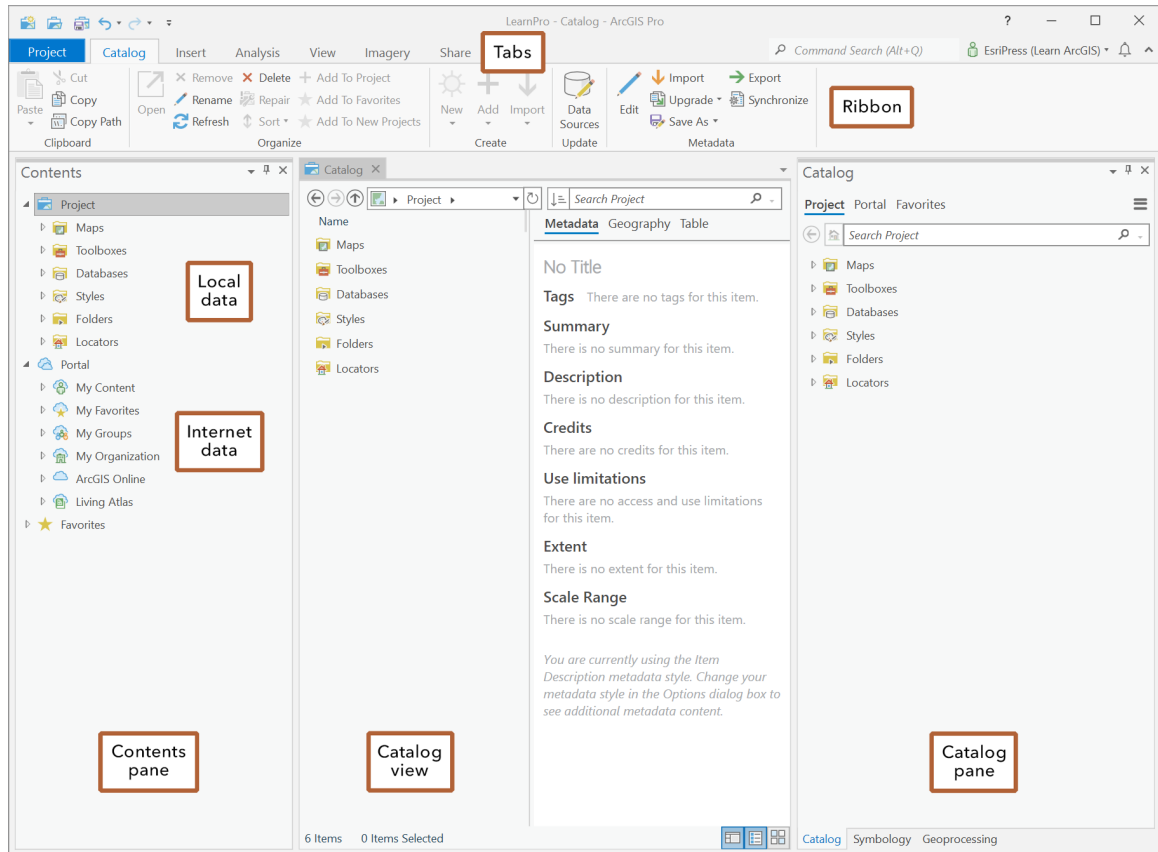 LearnPro - Catalog - ArcGIS Pro
?
Project Catalog Insert Analysis View Imagery Share
Tabs
Command Search (Alt+Q)
EsriPress (Learn ArcGIS)
Paste
Cut
Copy
Copy Path
Clipboard
Open
Remove Delete Add To Project
Rename Repair Add To Favorites
Refresh Sort Add To New Projects
Organize
New Add Import
Create
Data
Sources
Update
Edit
Import Export
Upgrade Synchronize
Save As
Metadata
Ribbon
Contents
Project
Maps
Toolboxes
Databases
Styles
Folders
Locators
Local
data
Portal
My Content
My Favorites
My Groups
My Organization
ArcGIS Online
Living Atlas
Favorites
Internet
data
Contents
pane
Catalog
Project
Search Project
Name
Maps
Toolboxes
Databases
Styles
Folders
Locators
Catalog
view
6 Items 0 Items Selected
Metadata Geography Table
No Title
Tags There are no tags for this item.
Summary
There is no summary for this item.
Description
There is no description for this item.
Credits
There are no credits for this item.
Use limitations
There are no access and use limitations
for this item.
Extent
There is no extent for this item.
Scale Range
There is no scale range for this item.
You are currently using the Item
Description metadata style. Change your
metadata style in the Options dialog box to
see additional metadata content.
Catalog
Project Portal Favorites
Search Project
Maps
Toolboxes
Databases
Styles
Folders
Locators
Catalog
pane
Catalog Symbology Geoprocessing